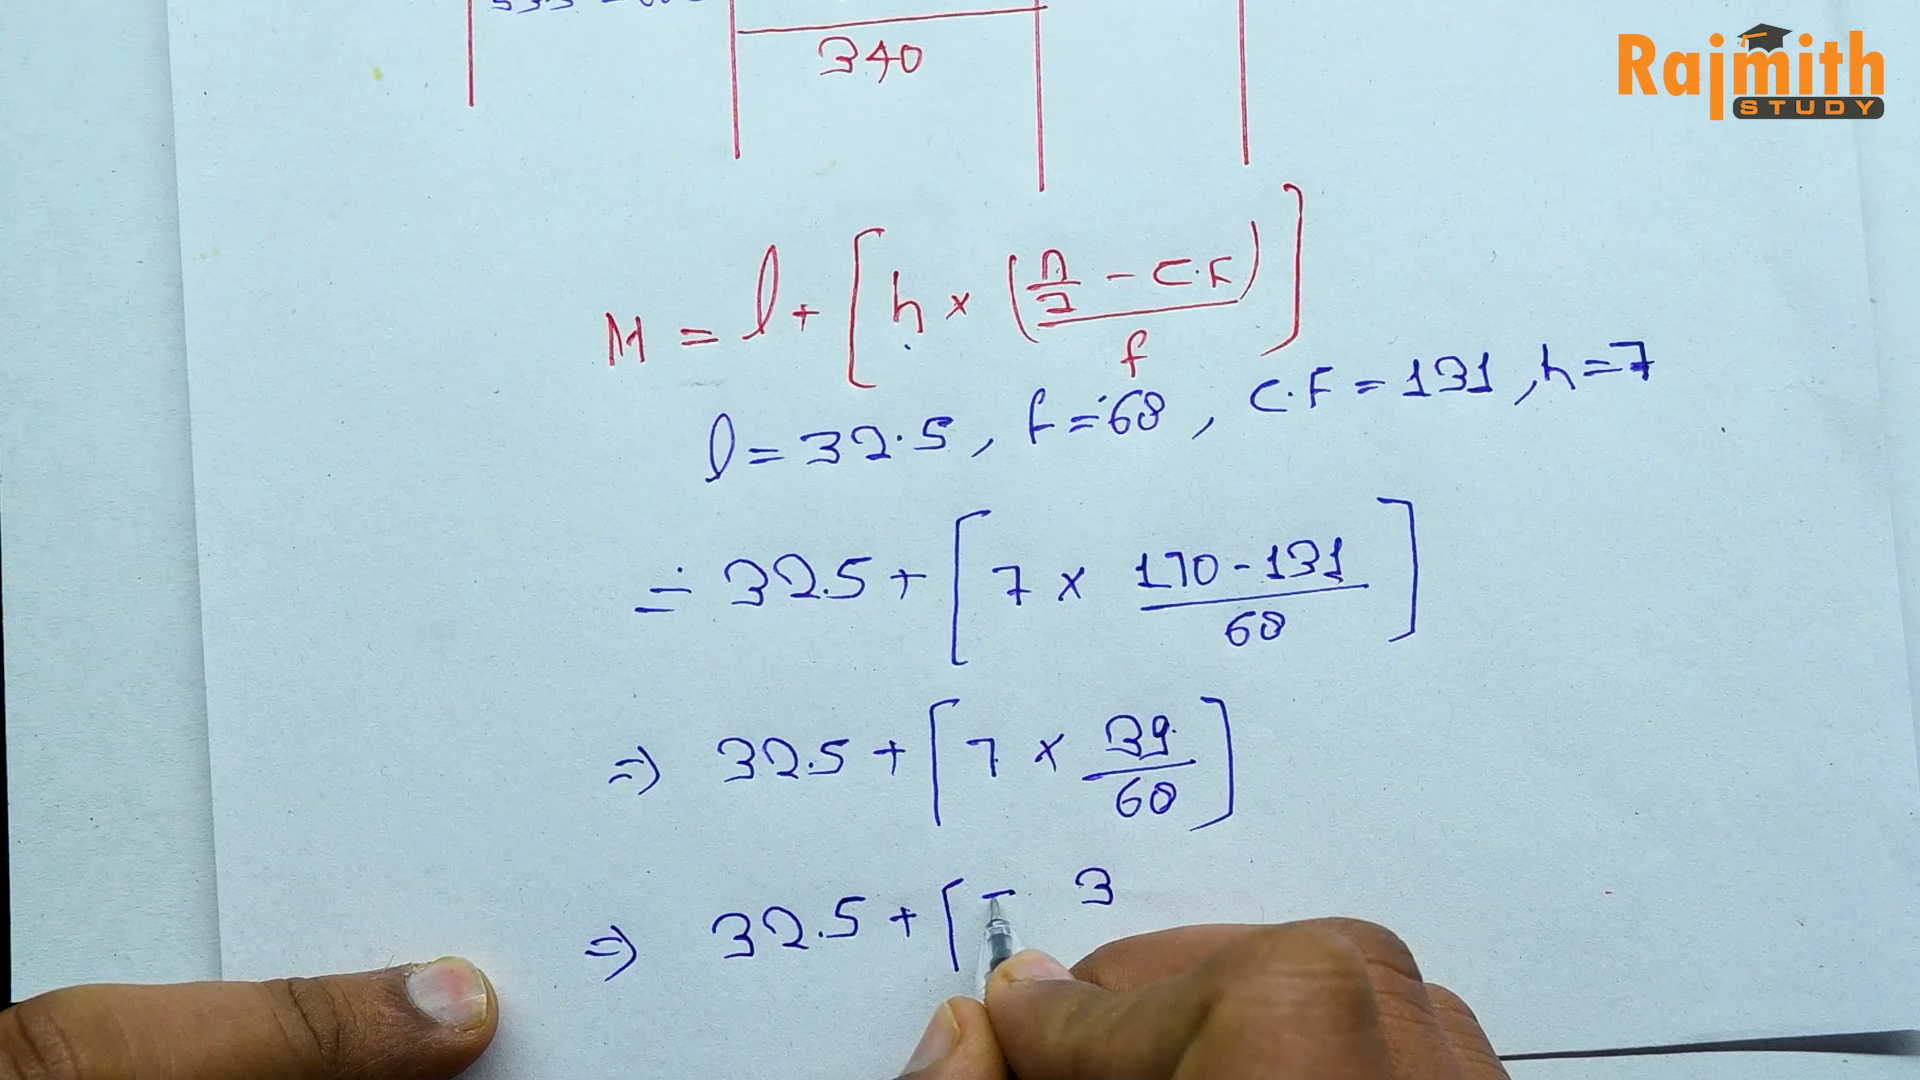 Rajmith
STUDY
340
M = l + [h × (n/2 - C.F)/f]
l = 32.5, f = 68, C.F = 131, h = 7
= 32.5 + [7 × 170-131/68]
⇒ 32.5 + [7 × 39/68]
⇒ 32.5 + [ 3